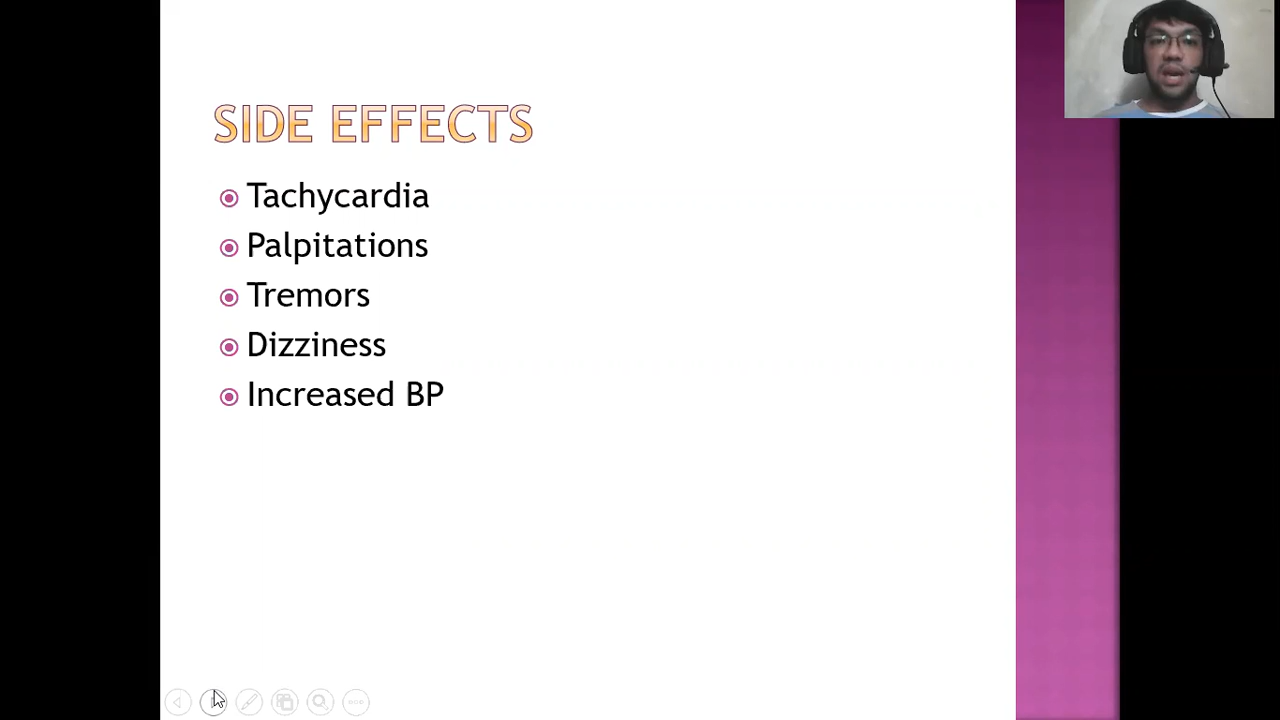 SIDE EFFECTS
Tachycardia
Palpitations
Tremors
Dizziness
Increased BP